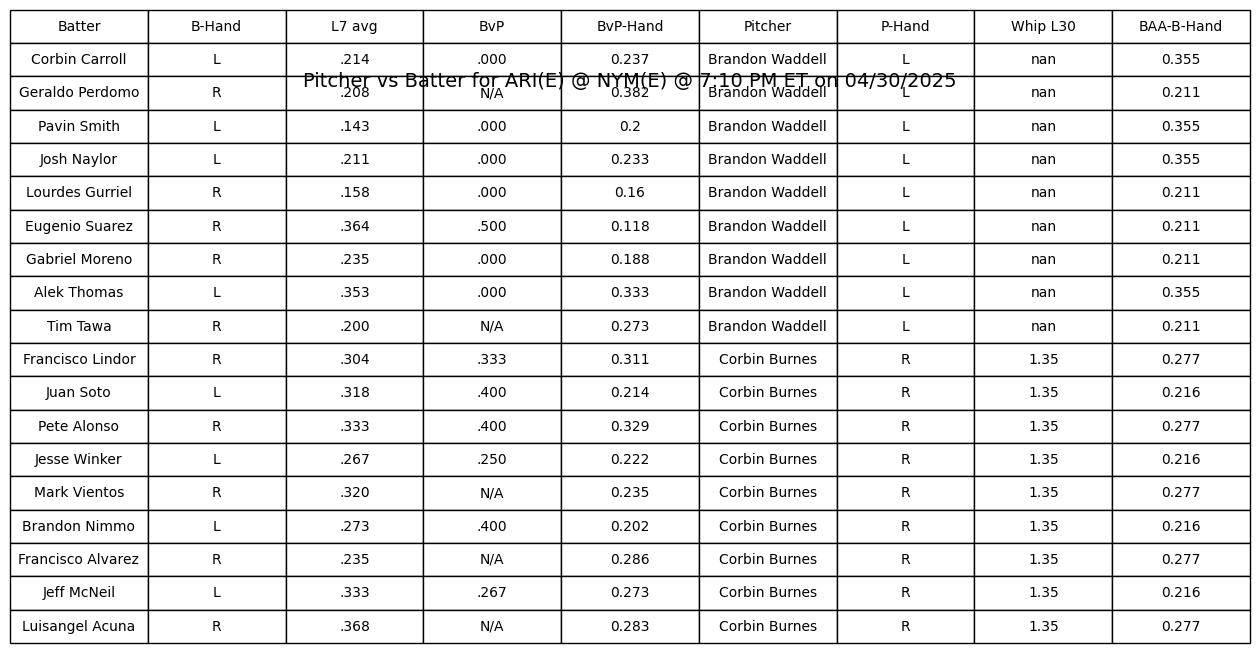 Batter B-Hand L7 avg BvP BvP-Hand Pitcher P-Hand Whip L30 BAA-B-Hand
Corbin Carroll L .214 .000 0.237 Brandon Waddell L nan 0.355
Pitcher vs Batter for ARI(E) @ NYM(E) @ 7:10 PM ET on 04/30/2025
Geraldo Perdomo R .208 N/A 0.382 Brandon Waddell L nan 0.211
Pavin Smith L .143 .000 0.2 Brandon Waddell L nan 0.355
Josh Naylor L .211 .000 0.233 Brandon Waddell L nan 0.355
Lourdes Gurriel R .158 .000 0.16 Brandon Waddell L nan 0.211
Eugenio Suarez R .364 .500 0.118 Brandon Waddell L nan 0.211
Gabriel Moreno R .235 .000 0.188 Brandon Waddell L nan 0.211
Alek Thomas L .353 .000 0.333 Brandon Waddell L nan 0.355
Tim Tawa R .200 N/A 0.273 Brandon Waddell L nan 0.211
Francisco Lindor R .304 .333 0.311 Corbin Burnes R 1.35 0.277
Juan Soto L .318 .400 0.214 Corbin Burnes R 1.35 0.216
Pete Alonso R .333 .400 0.329 Corbin Burnes R 1.35 0.277
Jesse Winker L .267 .250 0.222 Corbin Burnes R 1.35 0.216
Mark Vientos R .320 N/A 0.235 Corbin Burnes R 1.35 0.277
Brandon Nimmo L .273 .400 0.202 Corbin Burnes R 1.35 0.216
Francisco Alvarez R .235 N/A 0.286 Corbin Burnes R 1.35 0.277
Jeff McNeil L .333 .267 0.273 Corbin Burnes R 1.35 0.216
Luisangel Acuna R .368 N/A 0.283 Corbin Burnes R 1.35 0.277